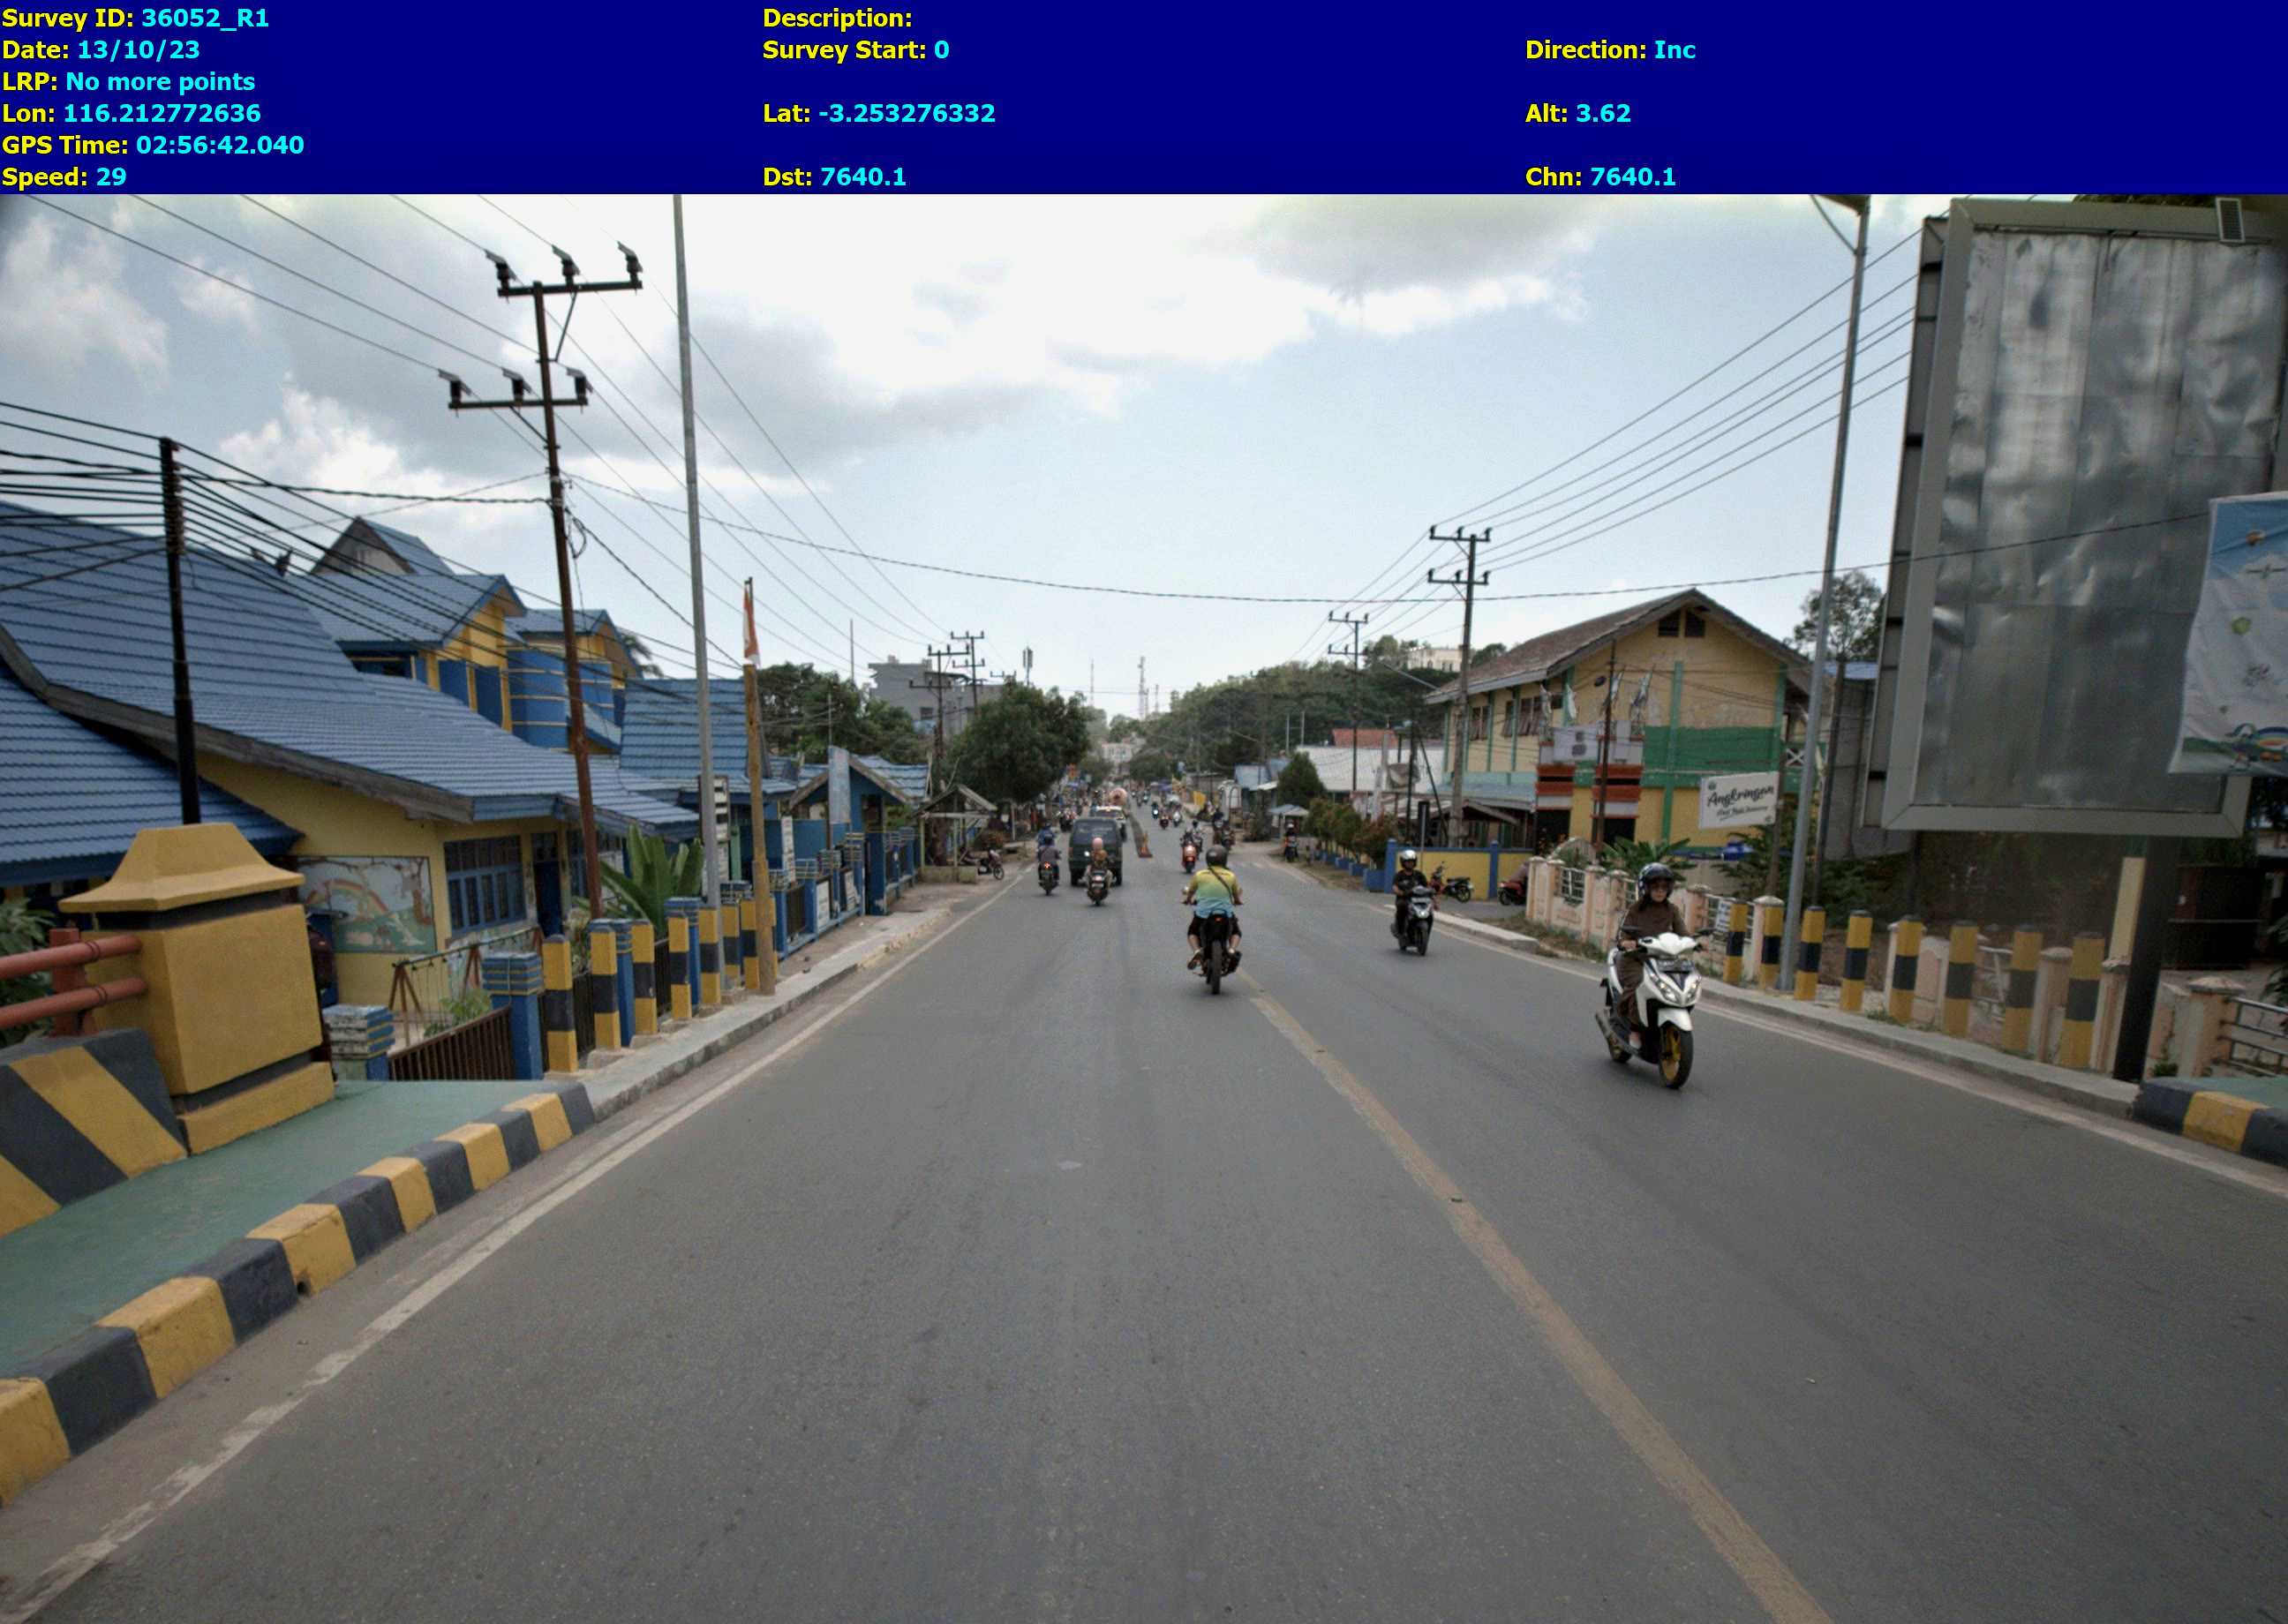 Survey ID: 36052_R1
Description:
Date: 13/10/23
Survey Start: 0
Direction: Inc
LRP: No more points
Lon: 116.212772636
Lat: -3.253276332
Alt: 3.62
GPS Time: 02:56:42.040
Speed: 29
Dst: 7640.1
Chn: 7640.1
Angkringan